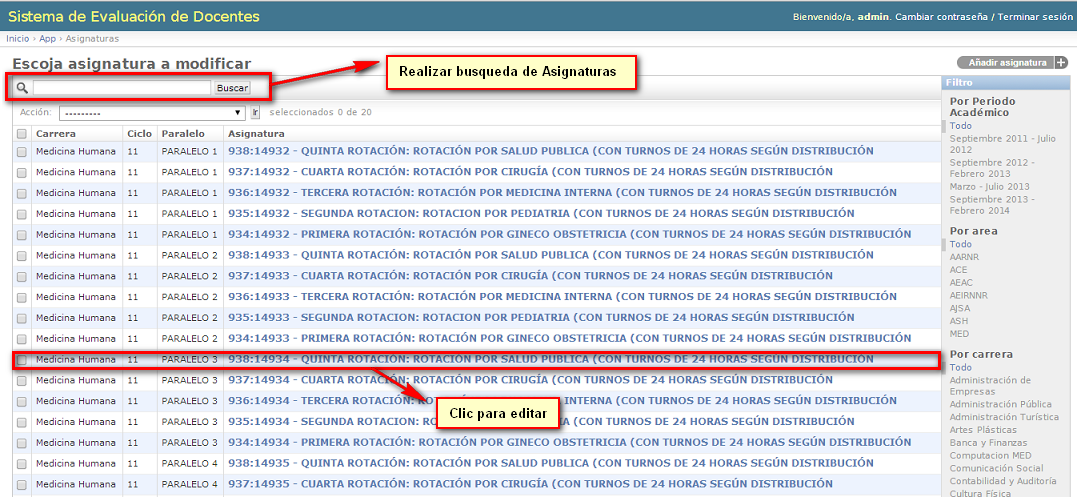 Sistema de Evaluación de Docentes
Bienvenido/a, admin. Cambiar contraseña / Terminar sesión
Inicio › App › Asignaturas
Escoja asignatura a modificar
Añadir asignatura
Realizar busqueda de Asignaturas
Buscar
Acción: --------- Ir seleccionados 0 de 20
Carrera Ciclo Paralelo Asignatura
Medicina Humana 11 PARALELO 1 938:14932 - QUINTA ROTACIÓN: ROTACIÓN POR SALUD PUBLICA (CON TURNOS DE 24 HORAS SEGÚN DISTRIBUCIÓN
Medicina Humana 11 PARALELO 1 937:14932 - CUARTA ROTACIÓN: ROTACIÓN POR CIRUGÍA (CON TURNOS DE 24 HORAS SEGÚN DISTRIBUCIÓN
Medicina Humana 11 PARALELO 1 936:14932 - TERCERA ROTACIÓN: ROTACIÓN POR MEDICINA INTERNA (CON TURNOS DE 24 HORAS SEGÚN DISTRIBUCIÓN
Medicina Humana 11 PARALELO 1 935:14932 - SEGUNDA ROTACION: ROTACION POR PEDIATRIA (CON TURNOS DE 24 HORAS SEGÚN DISTRIBUCIÓN
Medicina Humana 11 PARALELO 1 934:14932 - PRIMERA ROTACIÓN: ROTACIÓN POR GINECO OBSTETRICIA (CON TURNOS DE 24 HORAS SEGÚN DISTRIBUCIÓN
Medicina Humana 11 PARALELO 2 938:14933 - QUINTA ROTACIÓN: ROTACIÓN POR SALUD PUBLICA (CON TURNOS DE 24 HORAS SEGÚN DISTRIBUCIÓN
Medicina Humana 11 PARALELO 2 937:14933 - CUARTA ROTACIÓN: ROTACIÓN POR CIRUGÍA (CON TURNOS DE 24 HORAS SEGÚN DISTRIBUCIÓN
Medicina Humana 11 PARALELO 2 936:14933 - TERCERA ROTACIÓN: ROTACIÓN POR MEDICINA INTERNA (CON TURNOS DE 24 HORAS SEGÚN DISTRIBUCIÓN
Medicina Humana 11 PARALELO 2 935:14933 - SEGUNDA ROTACION: ROTACION POR PEDIATRIA (CON TURNOS DE 24 HORAS SEGÚN DISTRIBUCIÓN
Medicina Humana 11 PARALELO 2 934:14933 - PRIMERA ROTACIÓN: ROTACIÓN POR GINECO OBSTETRICIA (CON TURNOS DE 24 HORAS SEGÚN DISTRIBUCIÓN
Medicina Humana 11 PARALELO 3 938:14934 - QUINTA ROTACIÓN: ROTACIÓN POR SALUD PUBLICA (CON TURNOS DE 24 HORAS SEGÚN DISTRIBUCIÓN
Medicina Humana 11 PARALELO 3 937:14934 - CUARTA ROTACIÓN: ROTACIÓN POR CIRUGÍA (CON TURNOS DE 24 HORAS SEGÚN DISTRIBUCIÓN
Medicina Humana 11 PARALELO 3 936:14934 - TERCERA ROTACIÓN: INTERNA (CON TURNOS DE 24 HORAS SEGÚN DISTRIBUCIÓN
Medicina Humana 11 PARALELO 3 935:14934 - SEGUNDA ROTACION: (CON TURNOS DE 24 HORAS SEGÚN DISTRIBUCIÓN
Medicina Humana 11 PARALELO 3 934:14934 - PRIMERA ROTACIÓN: ROTACIÓN POR GINECO OBSTETRICIA (CON TURNOS DE 24 HORAS SEGÚN DISTRIBUCIÓN
Medicina Humana 11 PARALELO 4 938:14935 - QUINTA ROTACIÓN: ROTACIÓN POR SALUD PUBLICA (CON TURNOS DE 24 HORAS SEGÚN DISTRIBUCIÓN
Medicina Humana 11 PARALELO 4 937:14935 - CUARTA ROTACIÓN: ROTACIÓN POR CIRUGÍA (CON TURNOS DE 24 HORAS SEGÚN DISTRIBUCIÓN
Clic para editar
Filtro
Por Periodo
Académico
Todo
Septiembre 2011 - Julio
2012
Septiembre 2012 -
Febrero 2013
Marzo - Julio 2013
Septiembre 2013 -
Febrero 2014
Por area
Todo
AARNR
ACE
AEAC
AEIRNNR
AJSA
ASH
MED
Por carrera
Todo
Administración de
Empresas
Administración Pública
Administración Turística
Artes Plásticas
Banca y Finanzas
Computacion MED
Comunicación Social
Contabilidad y Auditoría
Cultura Física